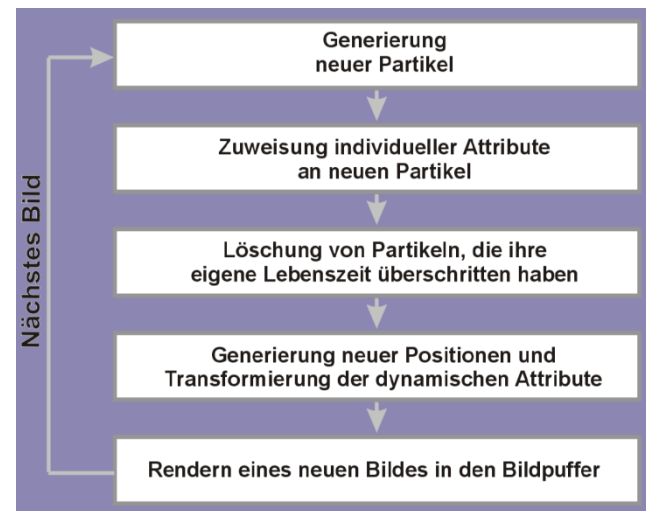 Generierung
neuer Partikel
Zuweisung individueller Attribute
an neuen Partikel
Löschung von Partikeln, die ihre
eigene Lebenszeit überschritten haben
Generierung neuer Positionen und
Transformierung der dynamischen Attribute
Rendern eines neuen Bildes in den Bildpuffer
Nächstes Bild